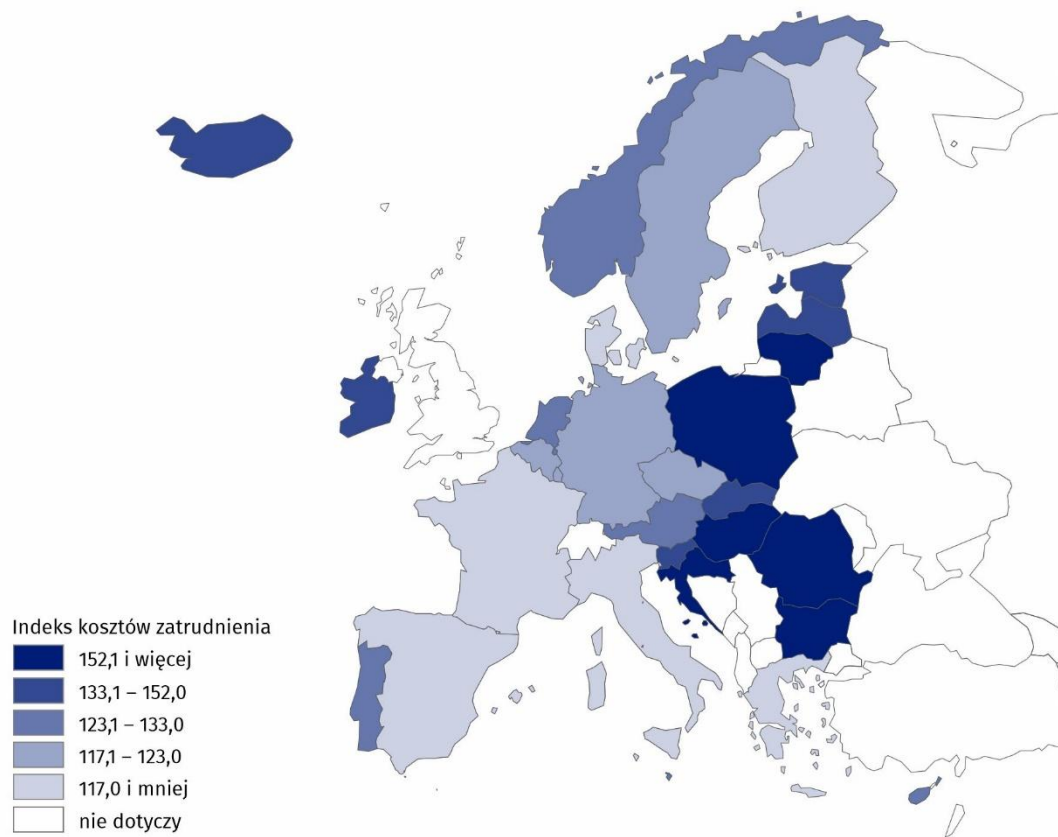 Indeks kosztów zatrudnienia
152,1 i więcej
133,1 – 152,0
123,1 – 133,0
117,1 – 123,0
117,0 i mniej
nie dotyczy